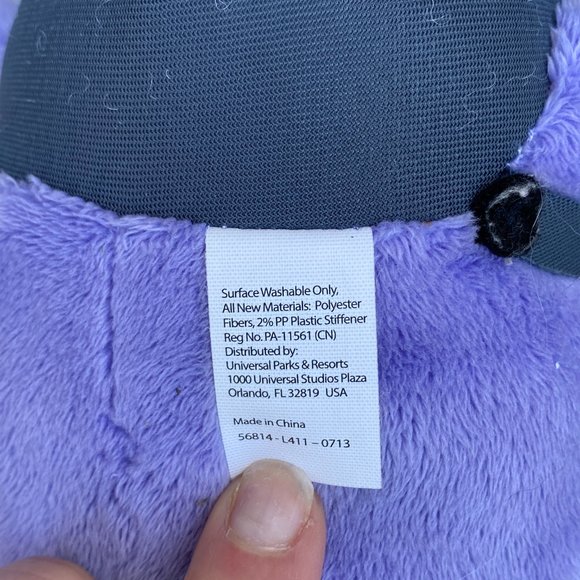 Surface Washable Only,
All New Materials: Polyester
Fibers, 2% PP Plastic Stiffener
Reg No. PA-11561 (CN)
Distributed by:
Universal Parks & Resorts
1000 Universal Studios Plaza
Orlando, FL 32819 USA
Made in China
56814 - L411 – 0713